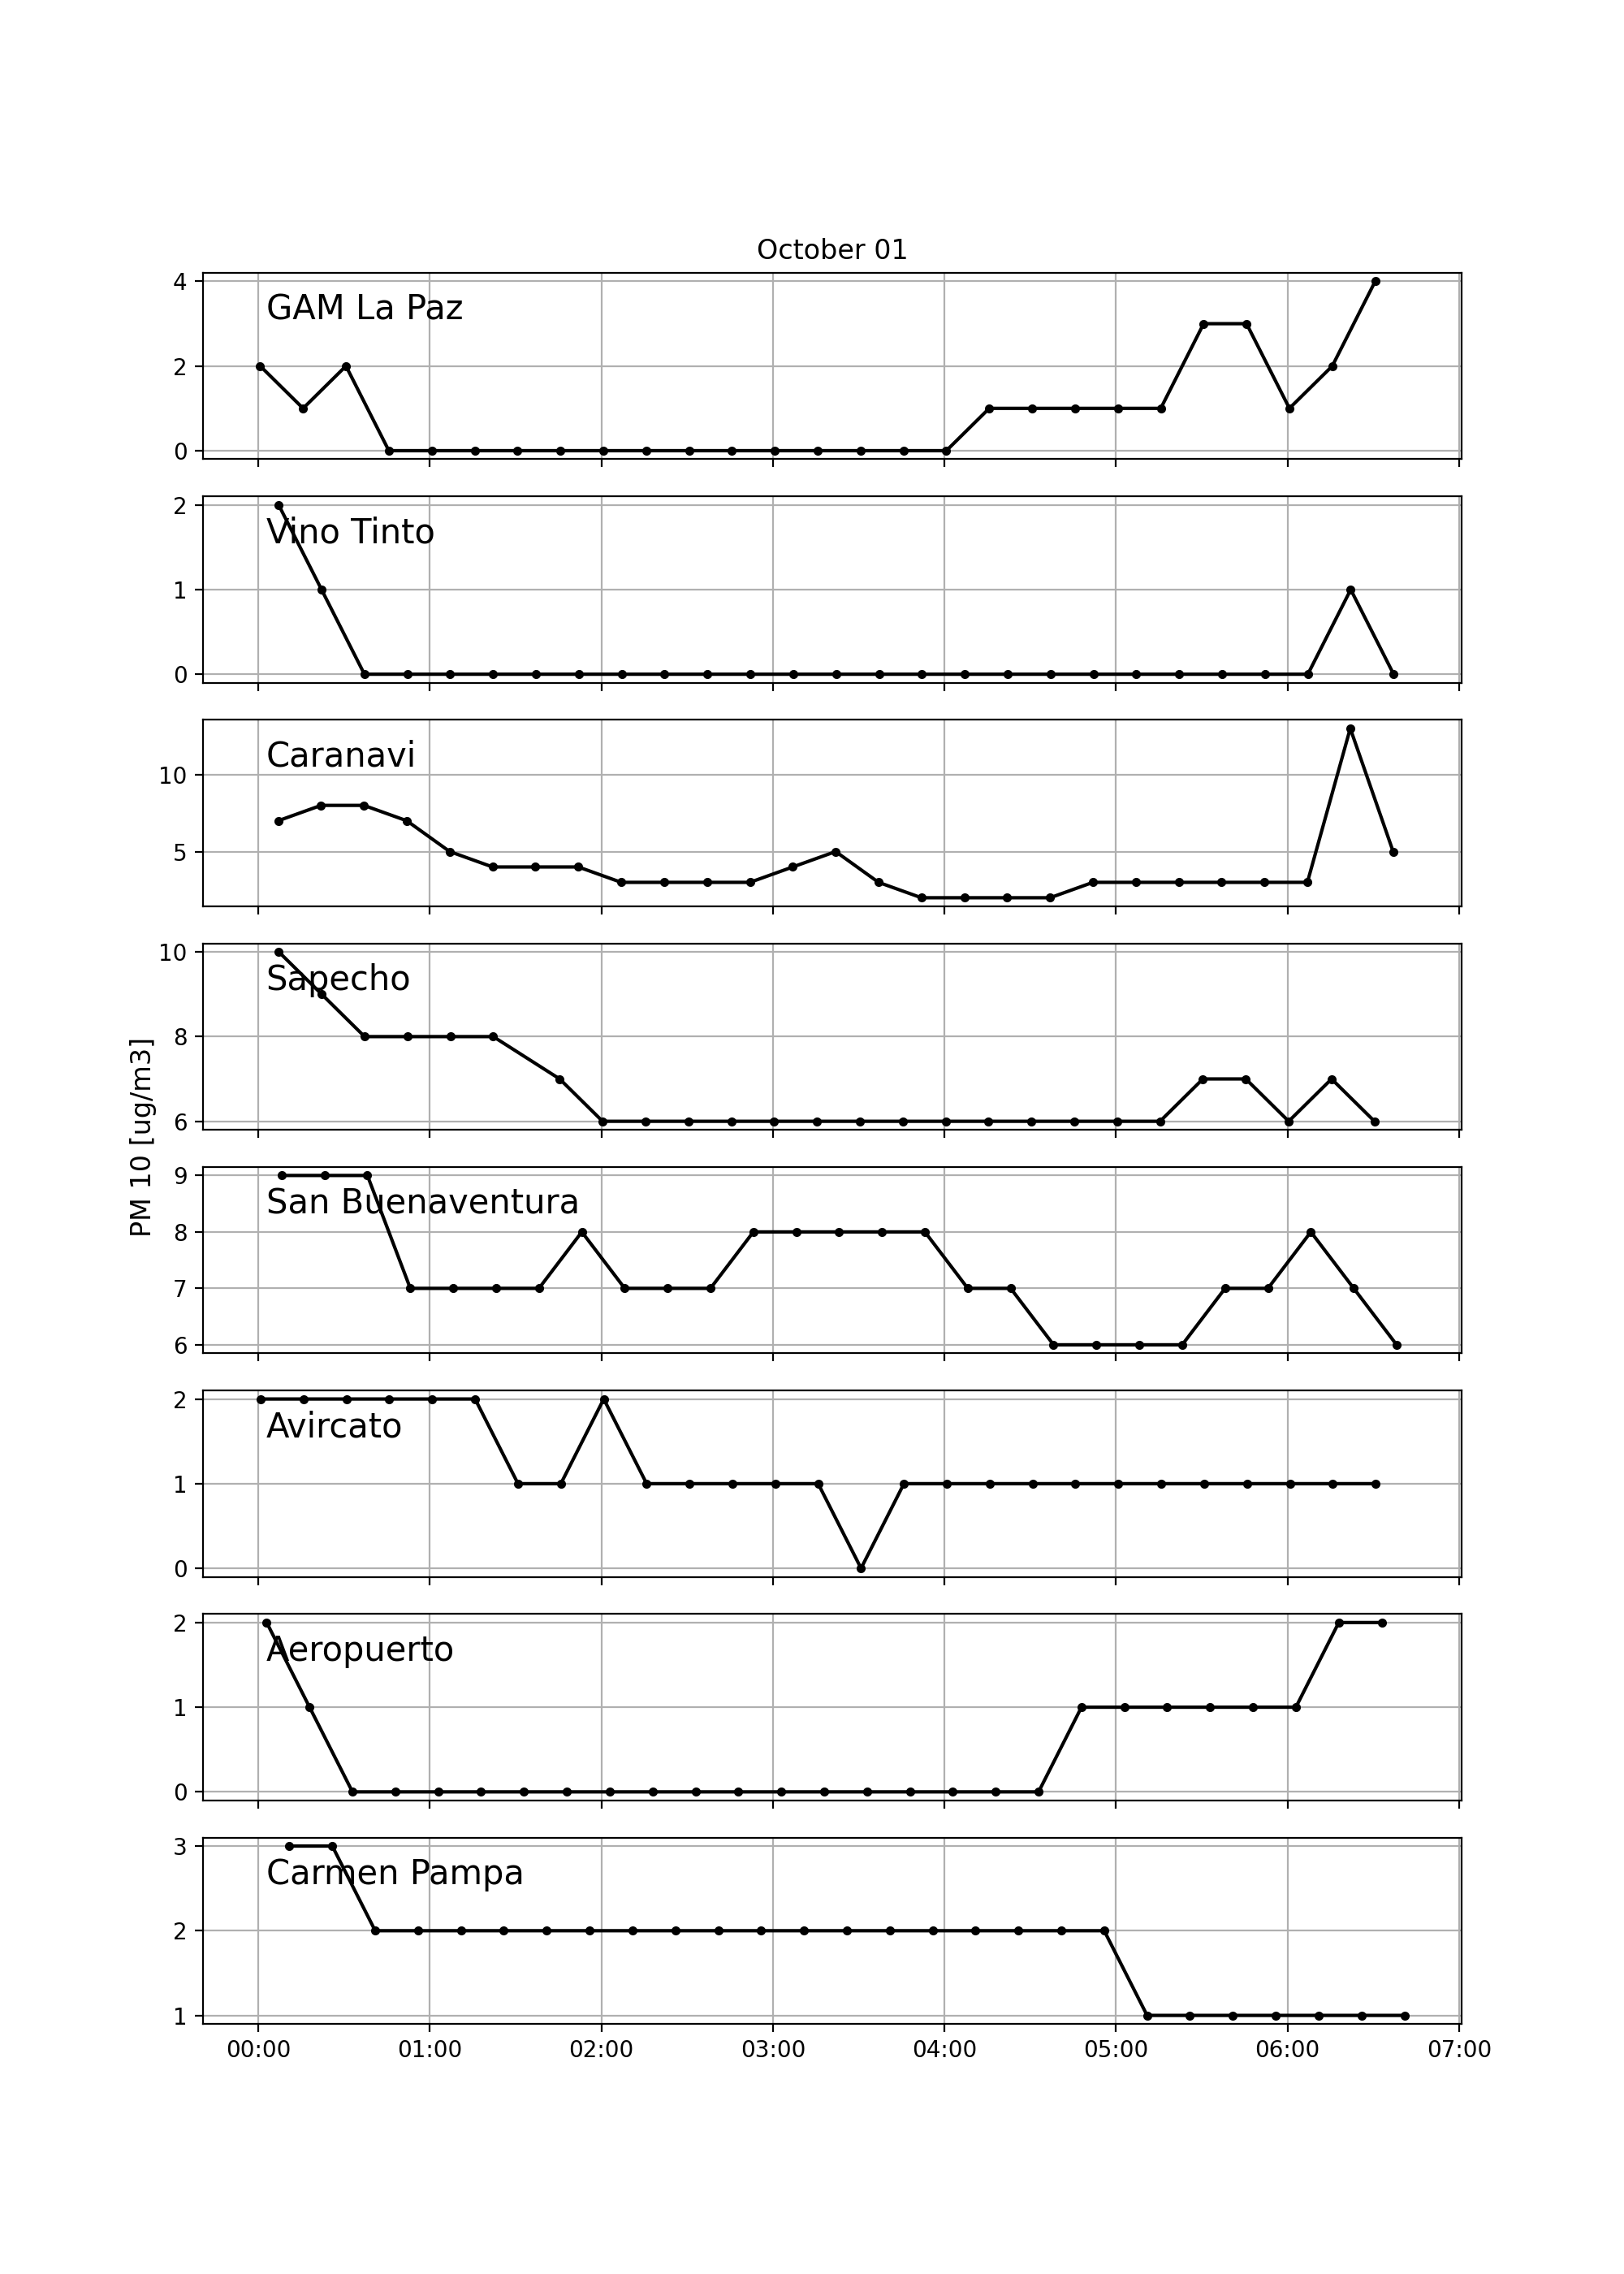 October 01
4
GAM La Paz
2
0
2
Vino Tinto
1
0
Caranavi
10
5
10
Sapecho
8
6
PM 10 [ug/m3]
9
San Buenaventura
8
7
6
2
Avircato
1
0
2
Aeropuerto
1
0
3
Carmen Pampa
2
1
00:00 01:00 02:00 03:00 04:00 05:00 06:00 07:00